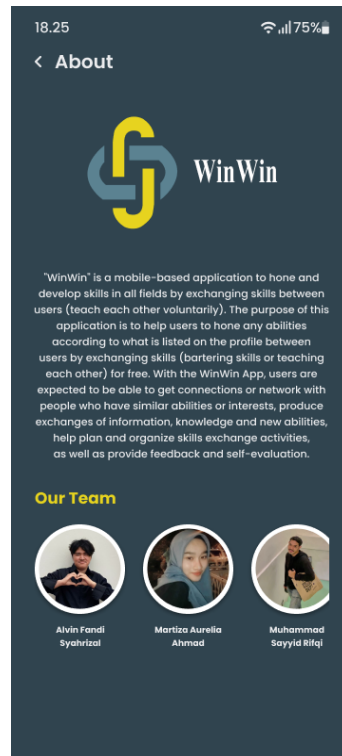 18.25
75%
About
WinWin
"WinWin" is a mobile-based application to hone and
develop skills in all fields by exchanging skills between
users (teach each other voluntarily). The purpose of this
application is to help users to hone any abilities
according to what is listed on the profile between
users by exchanging skills (bartering skills or teaching
each other) for free. With the WinWin App, users are
expected to be able to get connections or network with
people who have similar abilities or interests, produce
exchanges of information, knowledge and new abilities,
help plan and organize skills exchange activities,
as well as provide feedback and self-evaluation.
Our Team
Alvin Fandi
Syahrizal
Martiza Aurelia
Ahmad
Muhammad
Sayyid Rifqi